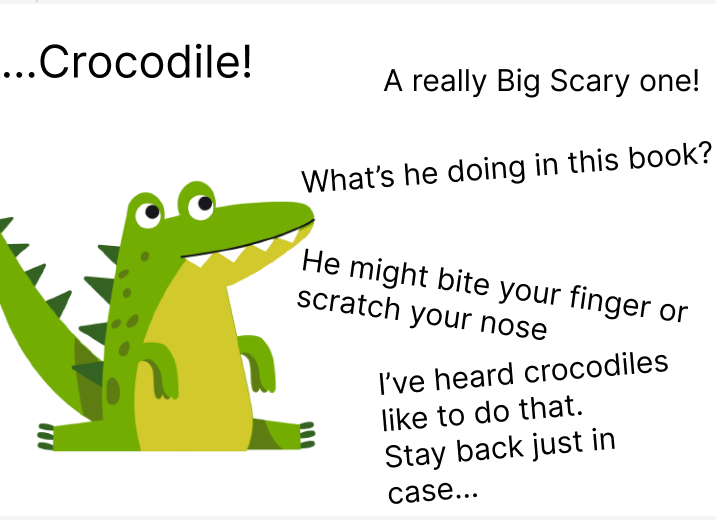 ...Crocodile!
A really Big Scary one!
What's he doing in this book?
He might bite your finger or
scratch your nose
I've heard crocodiles
like to do that.
Stay back just in
case...